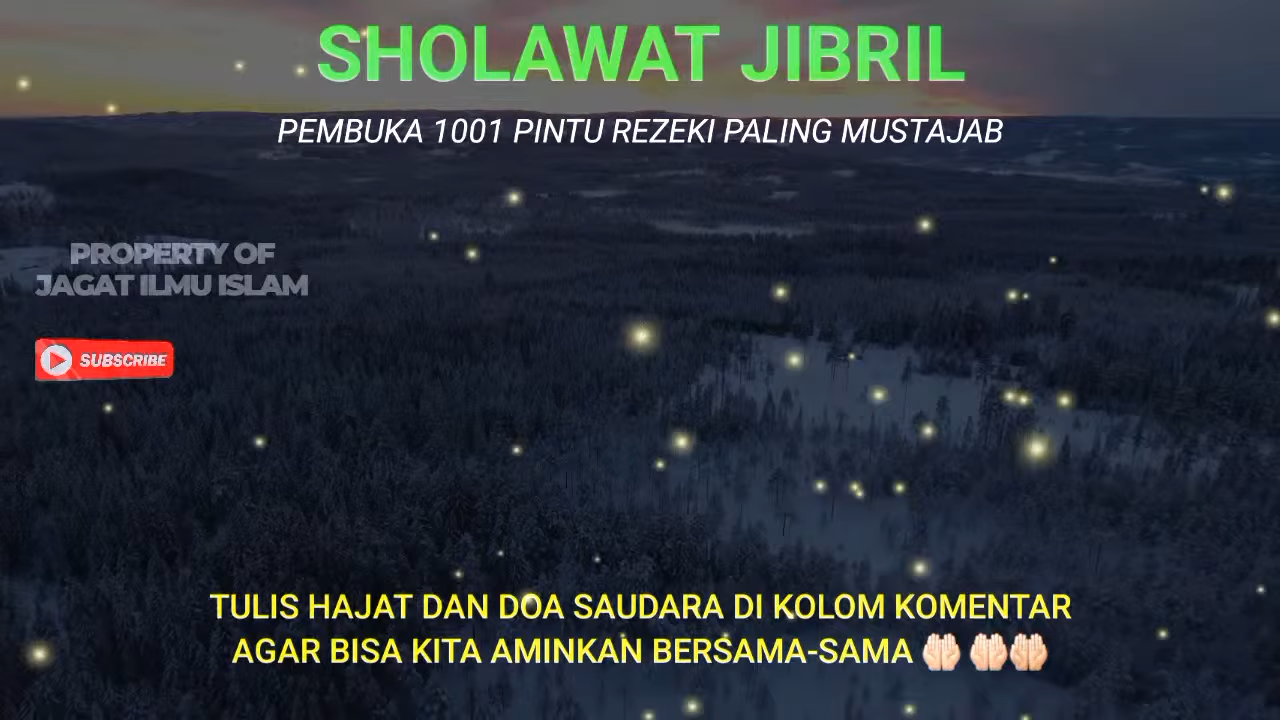 SHOLAWAT JIBRIL
PEMBUKA 1001 PINTU REZEKI PALING MUSTAJAB
PROPERTY OF
JAGAT ILMU ISLAM
SUBSCRIBE
TULIS HAJAT DAN DOA SAUDARA DI KOLOM KOMENTAR
AGAR BISA KITA AMINKAN BERSAMA-SAMA 🤲🏻 🤲🏻🤲🏻